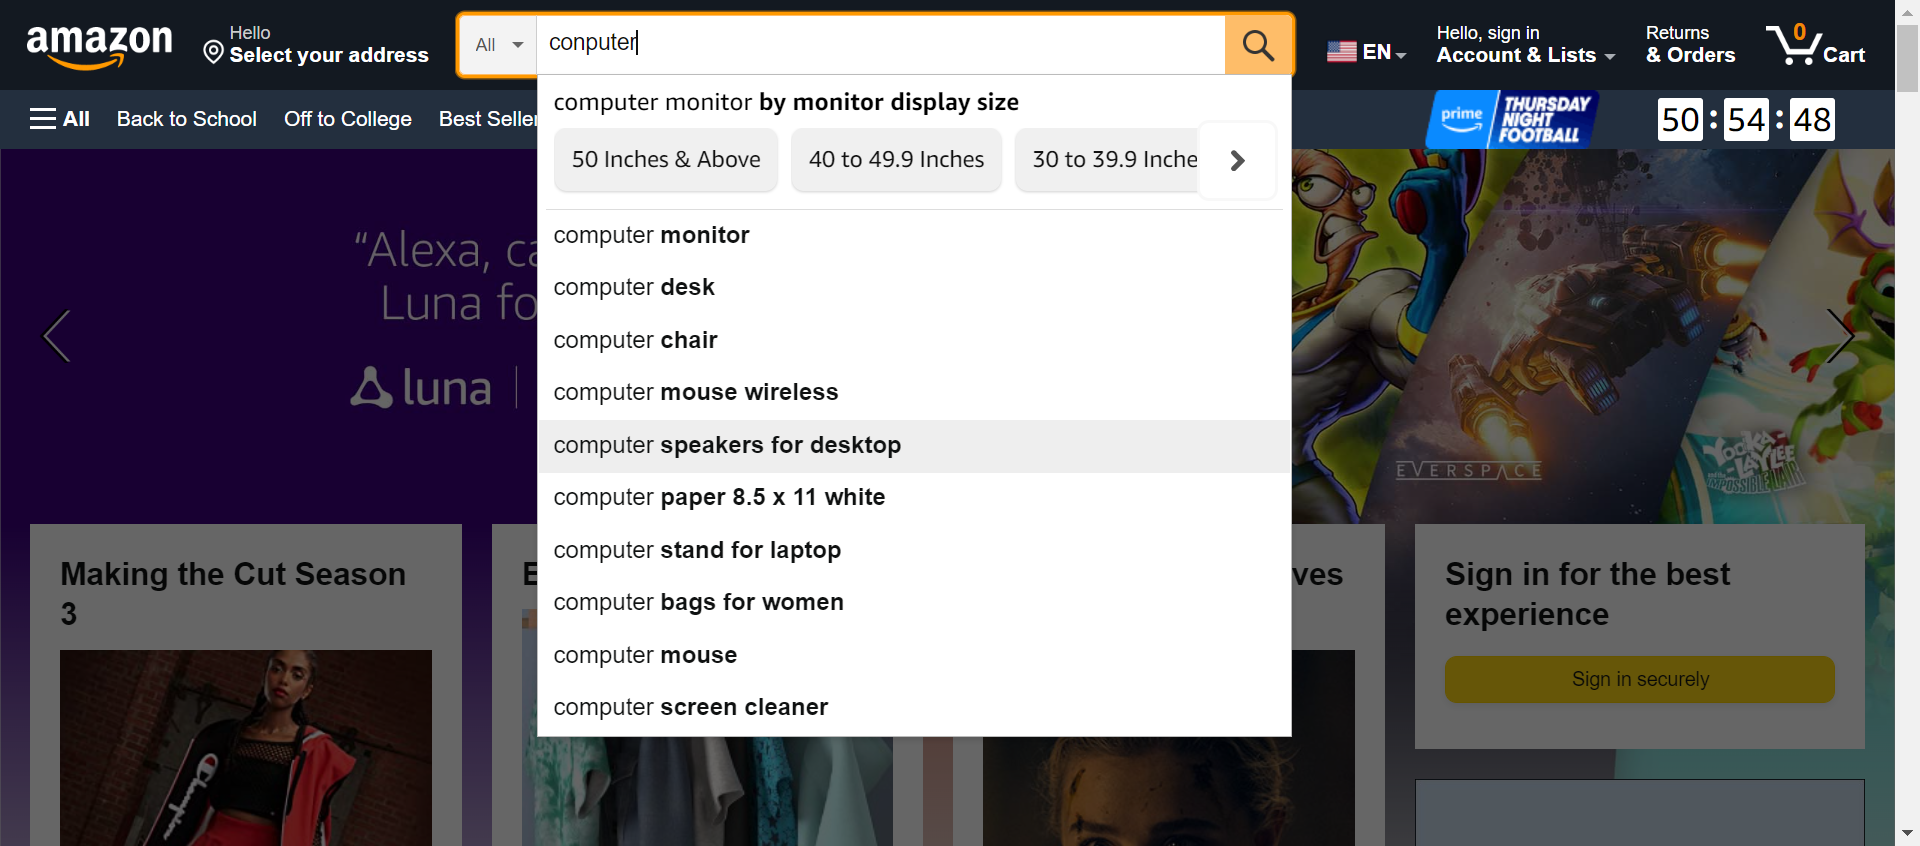 amazon
Hello
Select your address
All
conputer
EN
Hello, sign in
Account & Lists
Returns
& Orders
0
Cart
All
Back to School
Off to College
Best Seller
prime
THURSDAY
NIGHT
FOOTBALL
50 : 54 : 48
computer monitor by monitor display size
50 Inches & Above
40 to 49.9 Inches
30 to 39.9 Inche
computer monitor
computer desk
computer chair
computer mouse wireless
computer speakers for desktop
computer paper 8.5 x 11 white
computer stand for laptop
computer bags for women
computer mouse
computer screen cleaner
“Alexa, ca
Luna fo
luna
EVERSPACE
YOOKA-
LAYLEE
AND THE
IMPOSSIBLE LAIR
Making the Cut Season
3
E
ves
Sign in for the best
experience
Sign in securely
Champion